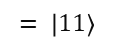 = |11⟩